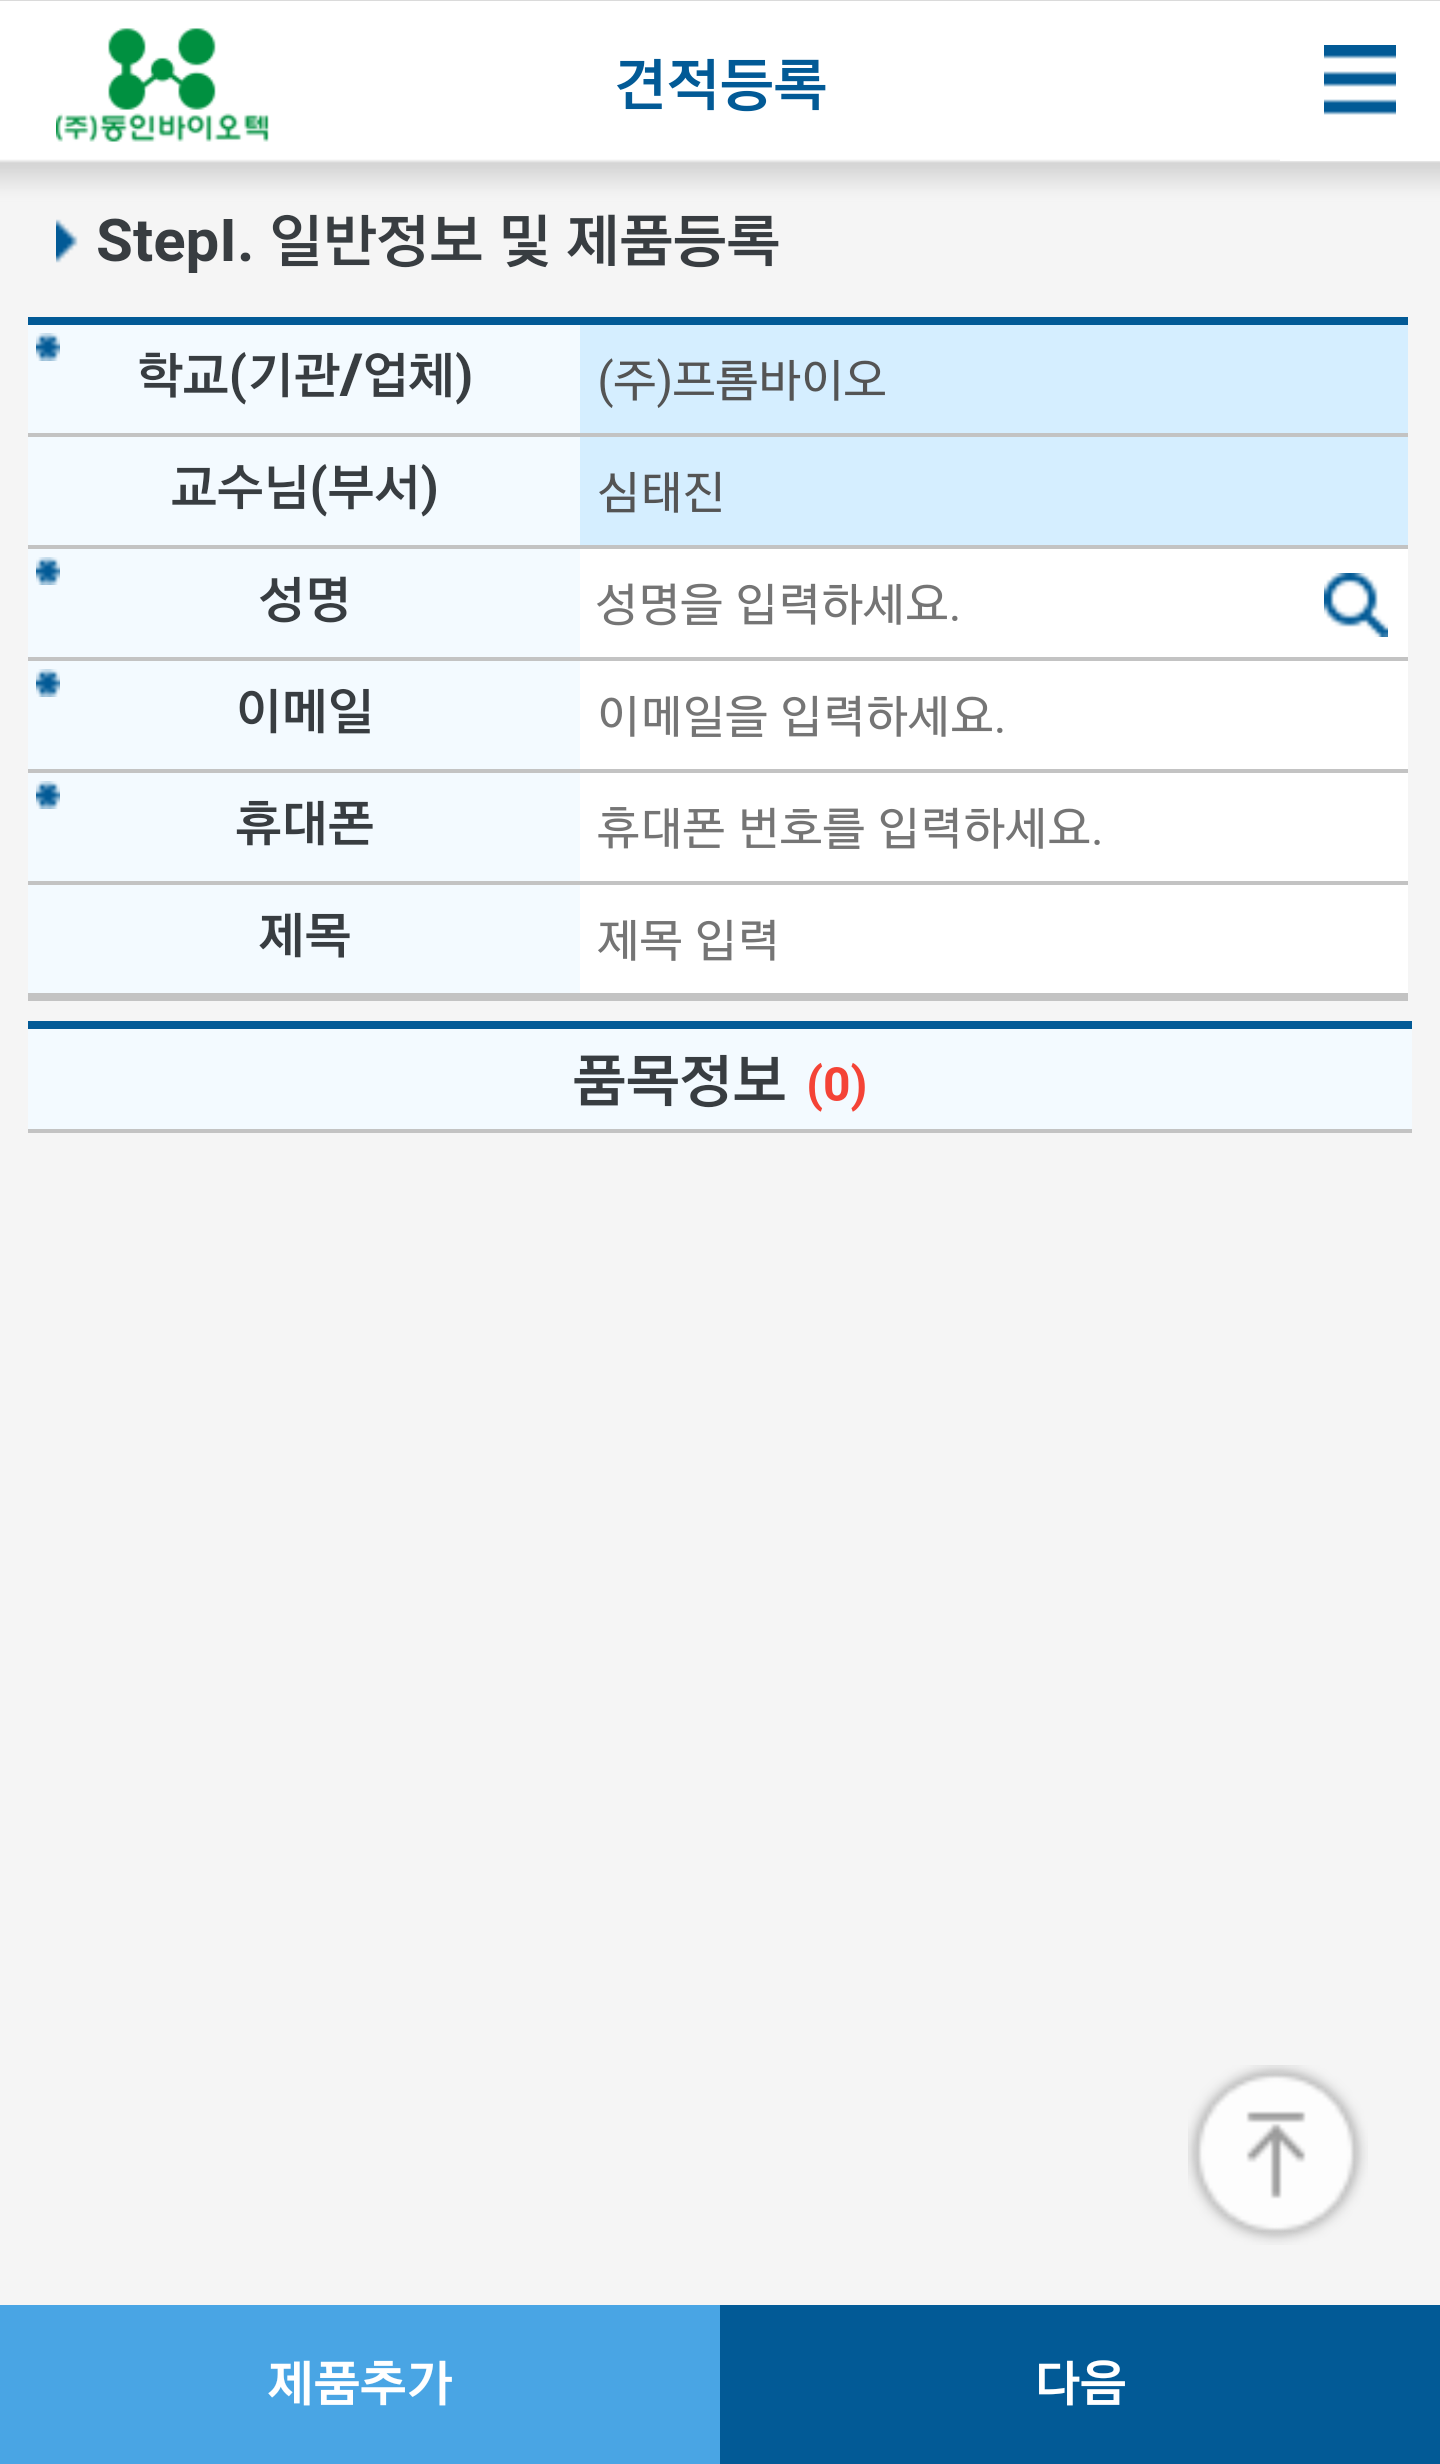 (주)동인바이오텍
견적등록
StepI. 일반정보 및 제품등록
* 학교(기관/업체) (주)프롬바이오
교수님(부서) 심태진
* 성명 성명을 입력하세요.
* 이메일 이메일을 입력하세요.
* 휴대폰 휴대폰 번호를 입력하세요.
제목 제목 입력
품목정보 (0)
제품추가 다음